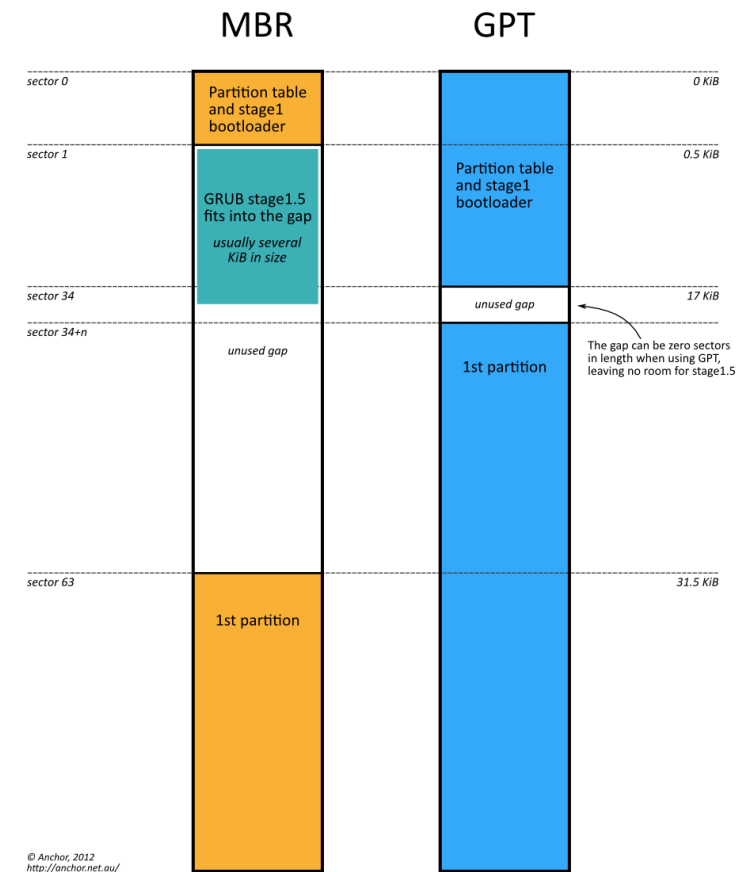 MBR
GPT
sector 0
0 KiB
Partition table
and stage1
bootloader
sector 1
0.5 KiB
Partition table
and stage1
bootloader
GRUB stage1.5
fits into the gap
usually several
KiB in size
sector 34
17 KiB
unused gap
sector 34+n
The gap can be zero sectors
in length when using GPT,
leaving no room for stage1.5
unused gap
1st partition
sector 63
31.5 KiB
1st partition
© Anchor, 2012
http://anchor.net.au/